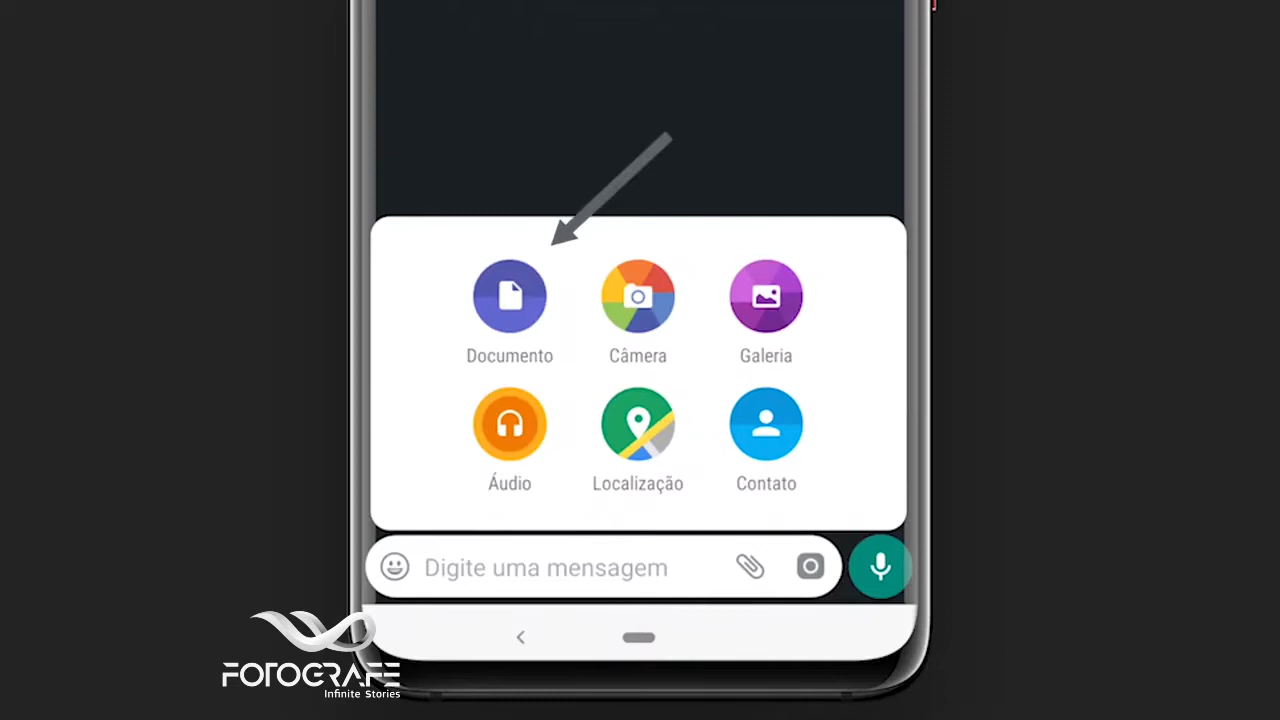 Documento
Câmera
Galeria
Áudio
Localização
Contato
Digite uma mensagem
FOTOGRAFE
Infinite Stories